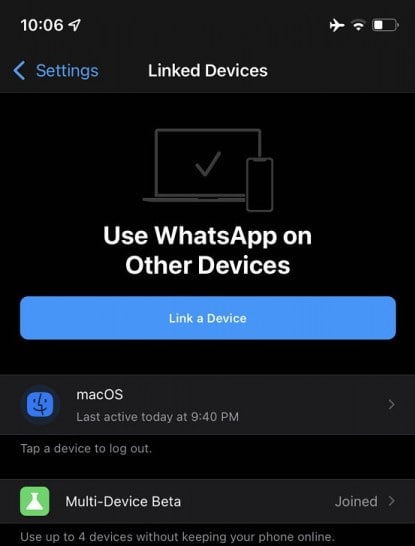 10:06
Settings
Linked Devices
Use WhatsApp on
Other Devices
Link a Device
macOS
Last active today at 9:40 PM
Tap a device to log out.
Multi-Device Beta
Joined
Use up to 4 devices without keeping your phone online.